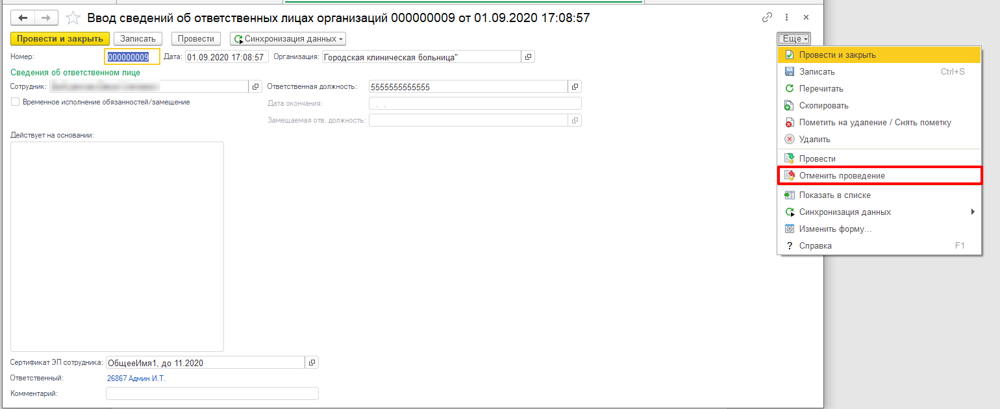 Ввод сведений об ответственных лицах организаций 000000009 от 01.09.2020 17:08:57
Провести и закрыть Записать Провести Синхронизация данных Еще
Номер: 000000009 Дата: 01.09.2020 17:08:57 Организация: Городская клиническая больница"
Сведения об ответственном лице
Сотрудник: Ответственная должность: 5555555555555
Временное исполнение обязанностей/замещение Дата окончания: . .
Замещаемая отв. должность:
Действует на основании:
Сертификат ЭП сотрудника: ОбщееИмя1, до 11.2020
Ответственный: 26867 Админ И.Т.
Комментарий:
Провести и закрыть
Записать Ctrl+S
Перечитать
Скопировать
Пометить на удаление / Снять пометку
Удалить
Провести
Отменить проведение
Показать в списке
Синхронизация данных
Изменить форму...
? Справка F1